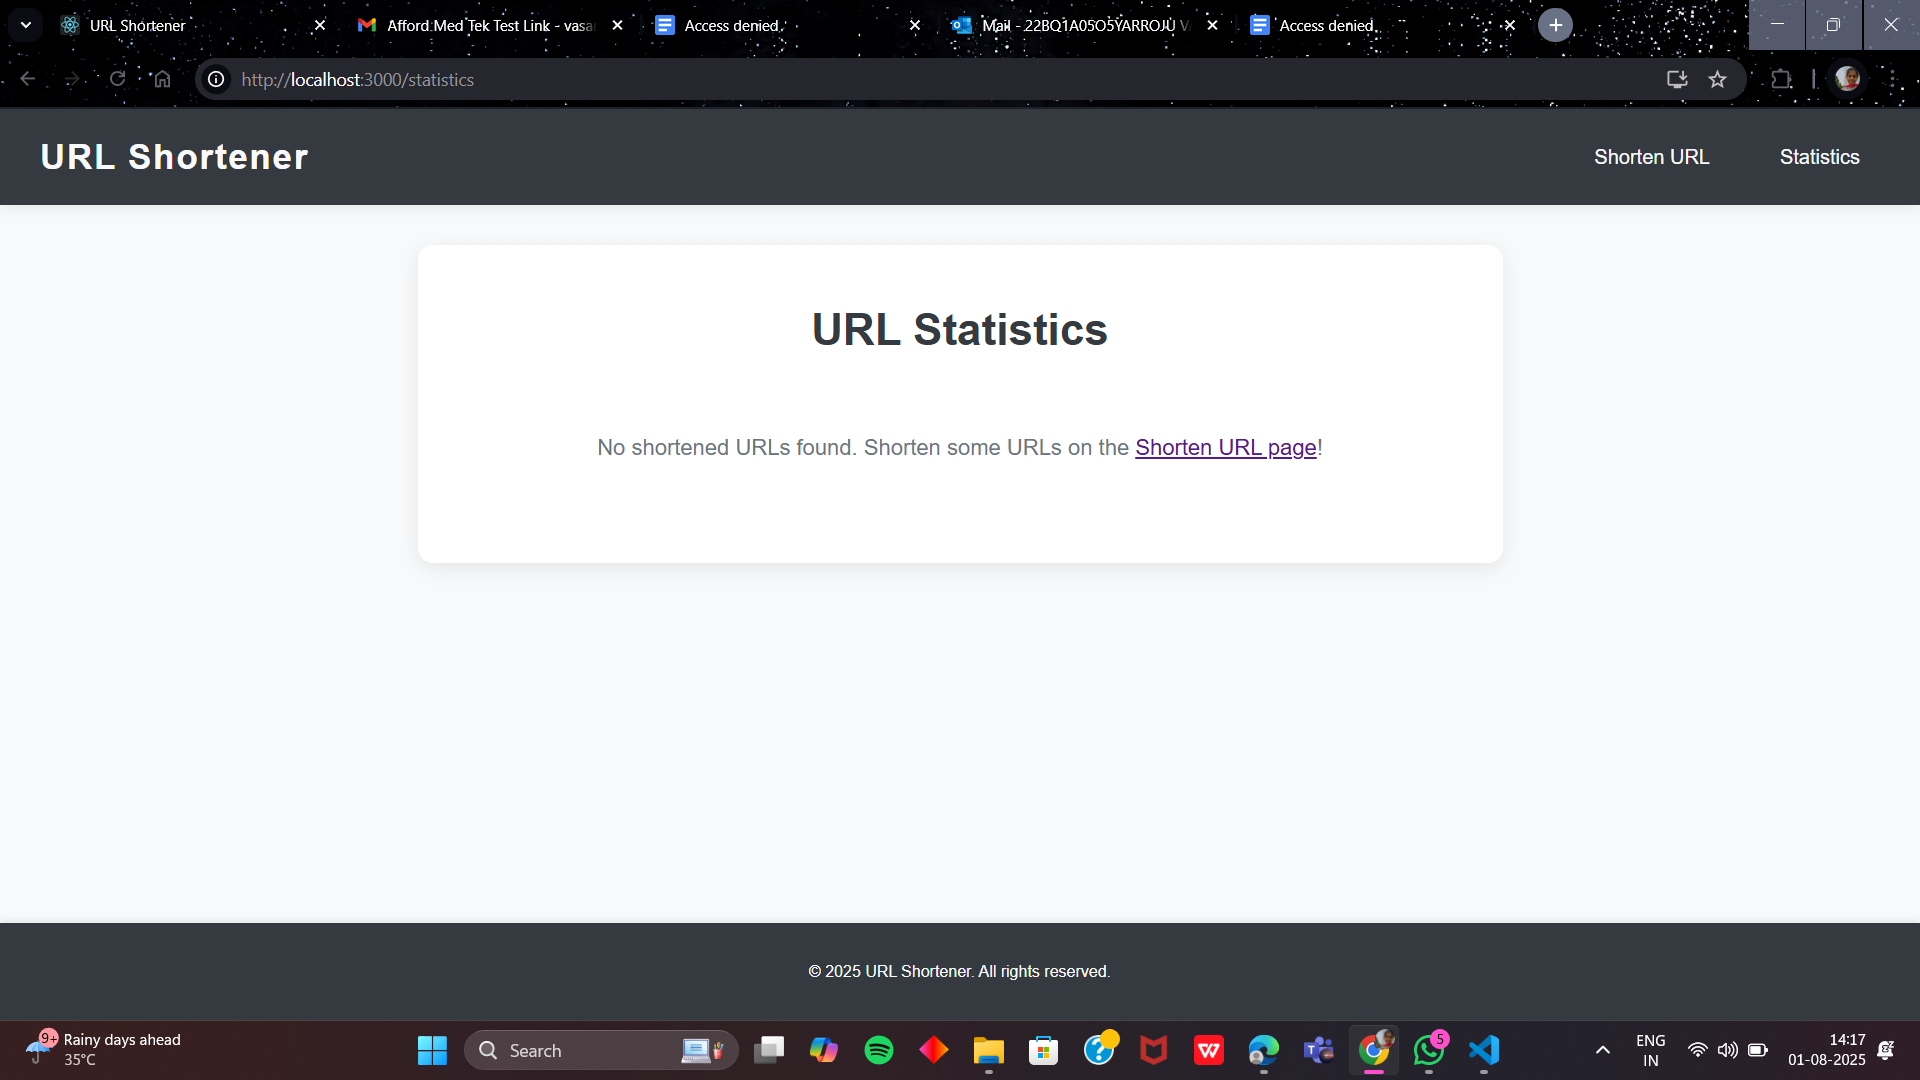 URL Shortener
Afford Med Tek Test Link - vasa
Access denied
Mail - 22BQ1A05O5YARROJU V
Access denied
http://localhost:3000/statistics
URL Shortener
Shorten URL
Statistics
URL Statistics
No shortened URLs found. Shorten some URLs on the Shorten URL page!
© 2025 URL Shortener. All rights reserved.
9+
Rainy days ahead
35°C
Search
5
ENG
IN
14:17
01-08-2025